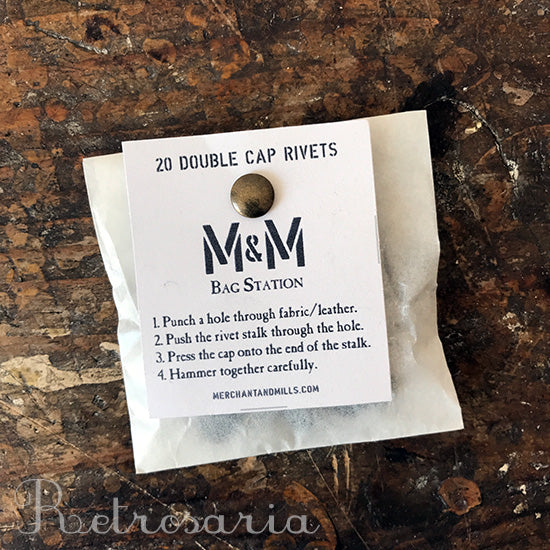 20 DOUBLE CAP RIVETS
M&M
BAG STATION
1. Punch a hole through fabric/leather.
2. Push the rivet stalk through the hole.
3. Press the cap onto the end of the stalk.
4. Hammer together carefully.
MERCHANTANDMILLS.COM
Retrosaria